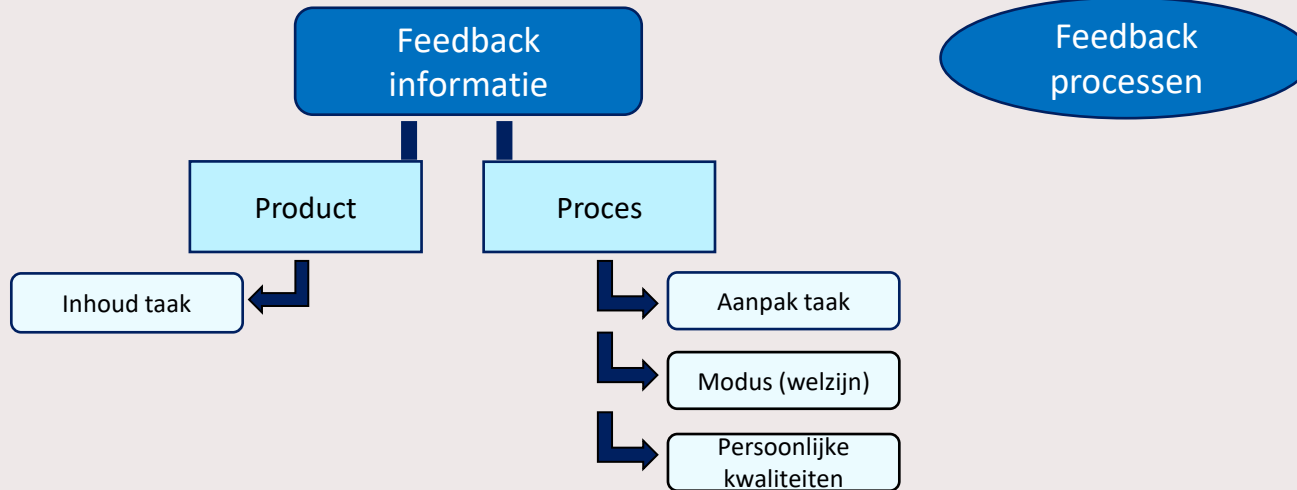 Feedback
informatie
Feedback
processen
Product
Proces
Inhoud taak
Aanpak taak
Modus (welzijn)
Persoonlijke
kwaliteiten